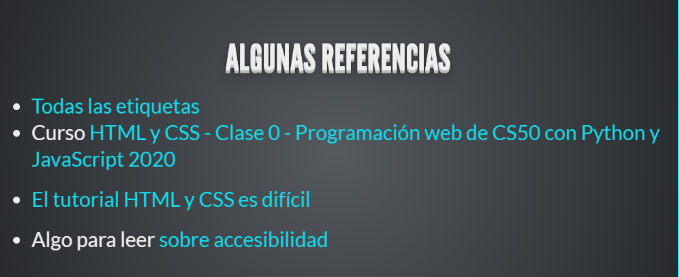 ALGUNAS REFERENCIAS
Todas las etiquetas
Curso HTML y CSS - Clase 0 - Programación web de CS50 con Python y
JavaScript 2020
El tutorial HTML y CSS es difícil
Algo para leer sobre accesibilidad